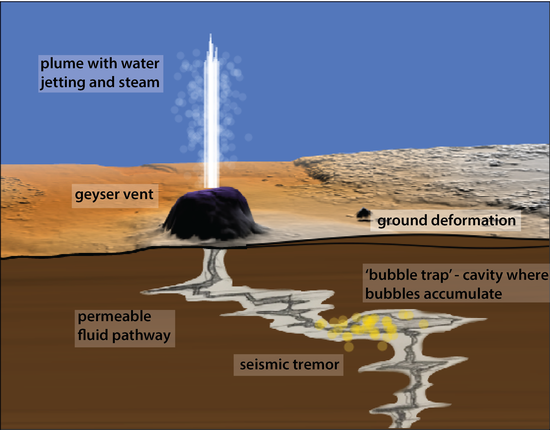 plume with water
jetting and steam
geyser vent
ground deformation
'bubble trap' - cavity where
bubbles accumulate
permeable
fluid pathway
seismic tremor